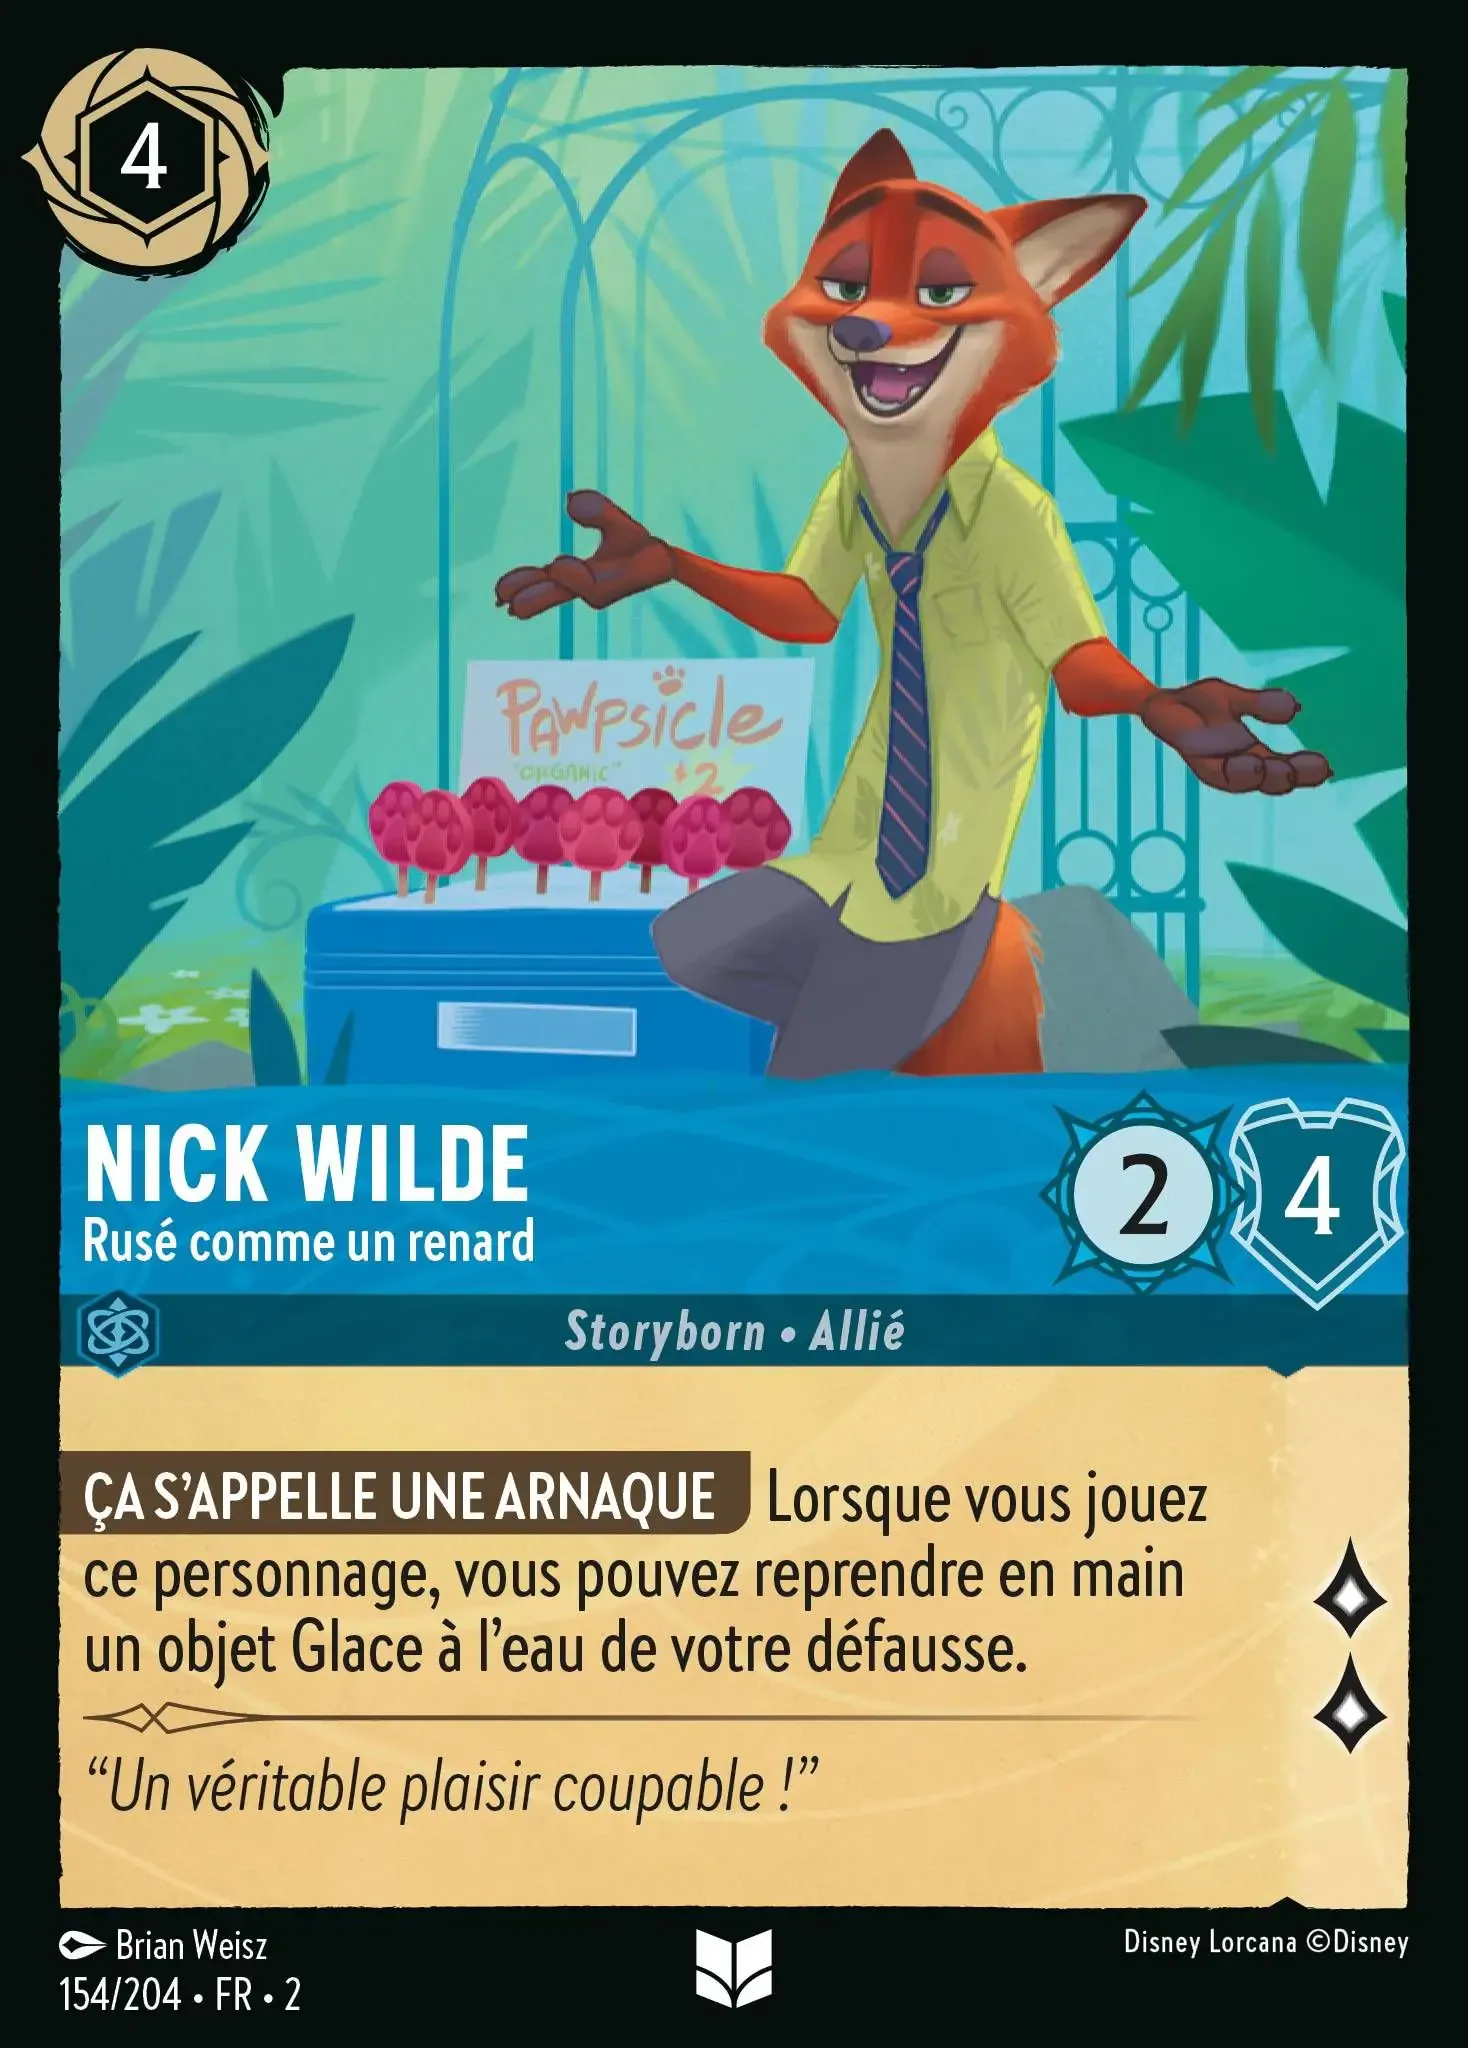 4
PAWPSICLE
"ORGANIC" $2
NICK WILDE
Rusé comme un renard
2 4
Storyborn • Allié
ÇA S'APPELLE UNE ARNAQUE Lorsque vous jouez
ce personnage, vous pouvez reprendre en main
un objet Glace à l'eau de votre défausse.
“Un véritable plaisir coupable !”
Brian Weisz
154/204 • FR • 2
Disney Lorcana ©Disney